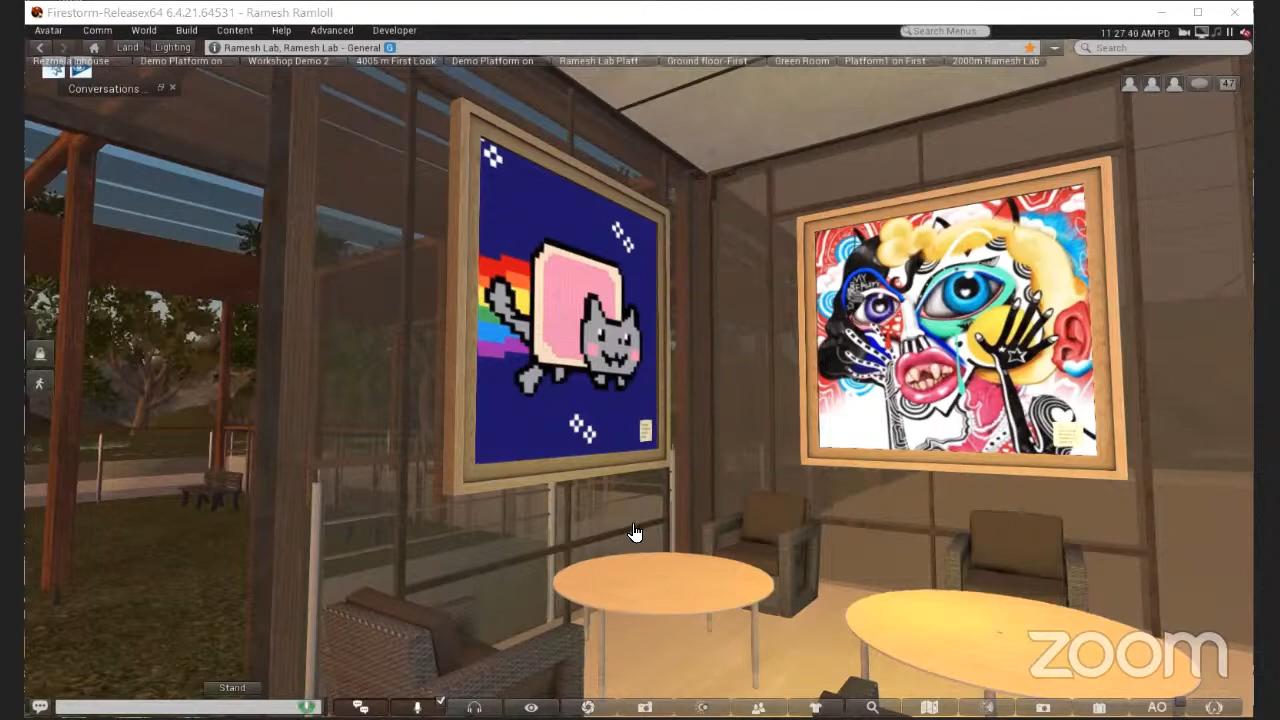 Firestorm-Releasex64 6.4.21.64531 - Ramesh Ramloll
Avatar Comm World Build Content Help Advanced Developer
Search Menus
11:27:40 AM PD
Land Lighting
Ramesh Lab, Ramesh Lab - General G
Search
Demo Platform on
Workshop Demo 2
4005 m First Look
Demo Platform on
Ramesh Lab Platf
Ground floor-First
Green Room
Platform1 on First
2000m Ramesh Lab
Conversations ...
47
MY
BEAUTY
zoom
Stand
AO